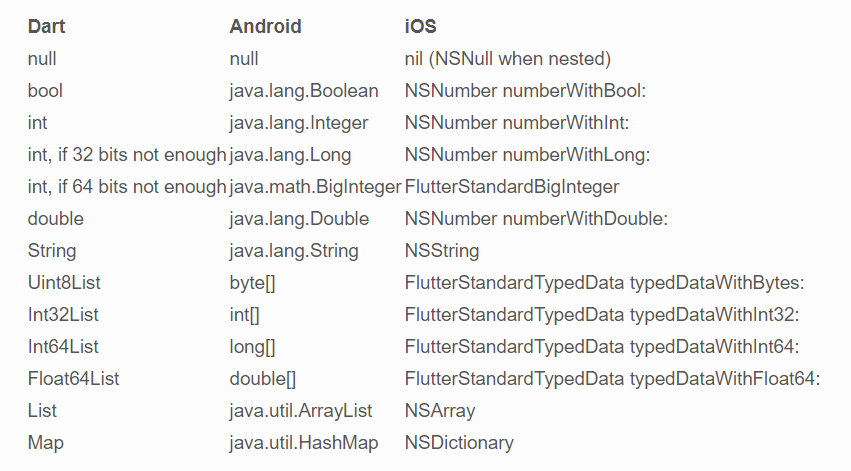 Dart Android iOS
null null nil (NSNull when nested)
bool java.lang.Boolean NSNumber numberWithBool:
int java.lang.Integer NSNumber numberWithInt:
int, if 32 bits not enough java.lang.Long NSNumber numberWithLong:
int, if 64 bits not enough java.math.BigInteger FlutterStandardBigInteger
double java.lang.Double NSNumber numberWithDouble:
String java.lang.String NSString
Uint8List byte[] FlutterStandardTypedData typedDataWithBytes:
Int32List int[] FlutterStandardTypedData typedDataWithInt32:
Int64List long[] FlutterStandardTypedData typedDataWithInt64:
Float64List double[] FlutterStandardTypedData typedDataWithFloat64:
List java.util.ArrayList NSArray
Map java.util.HashMap NSDictionary